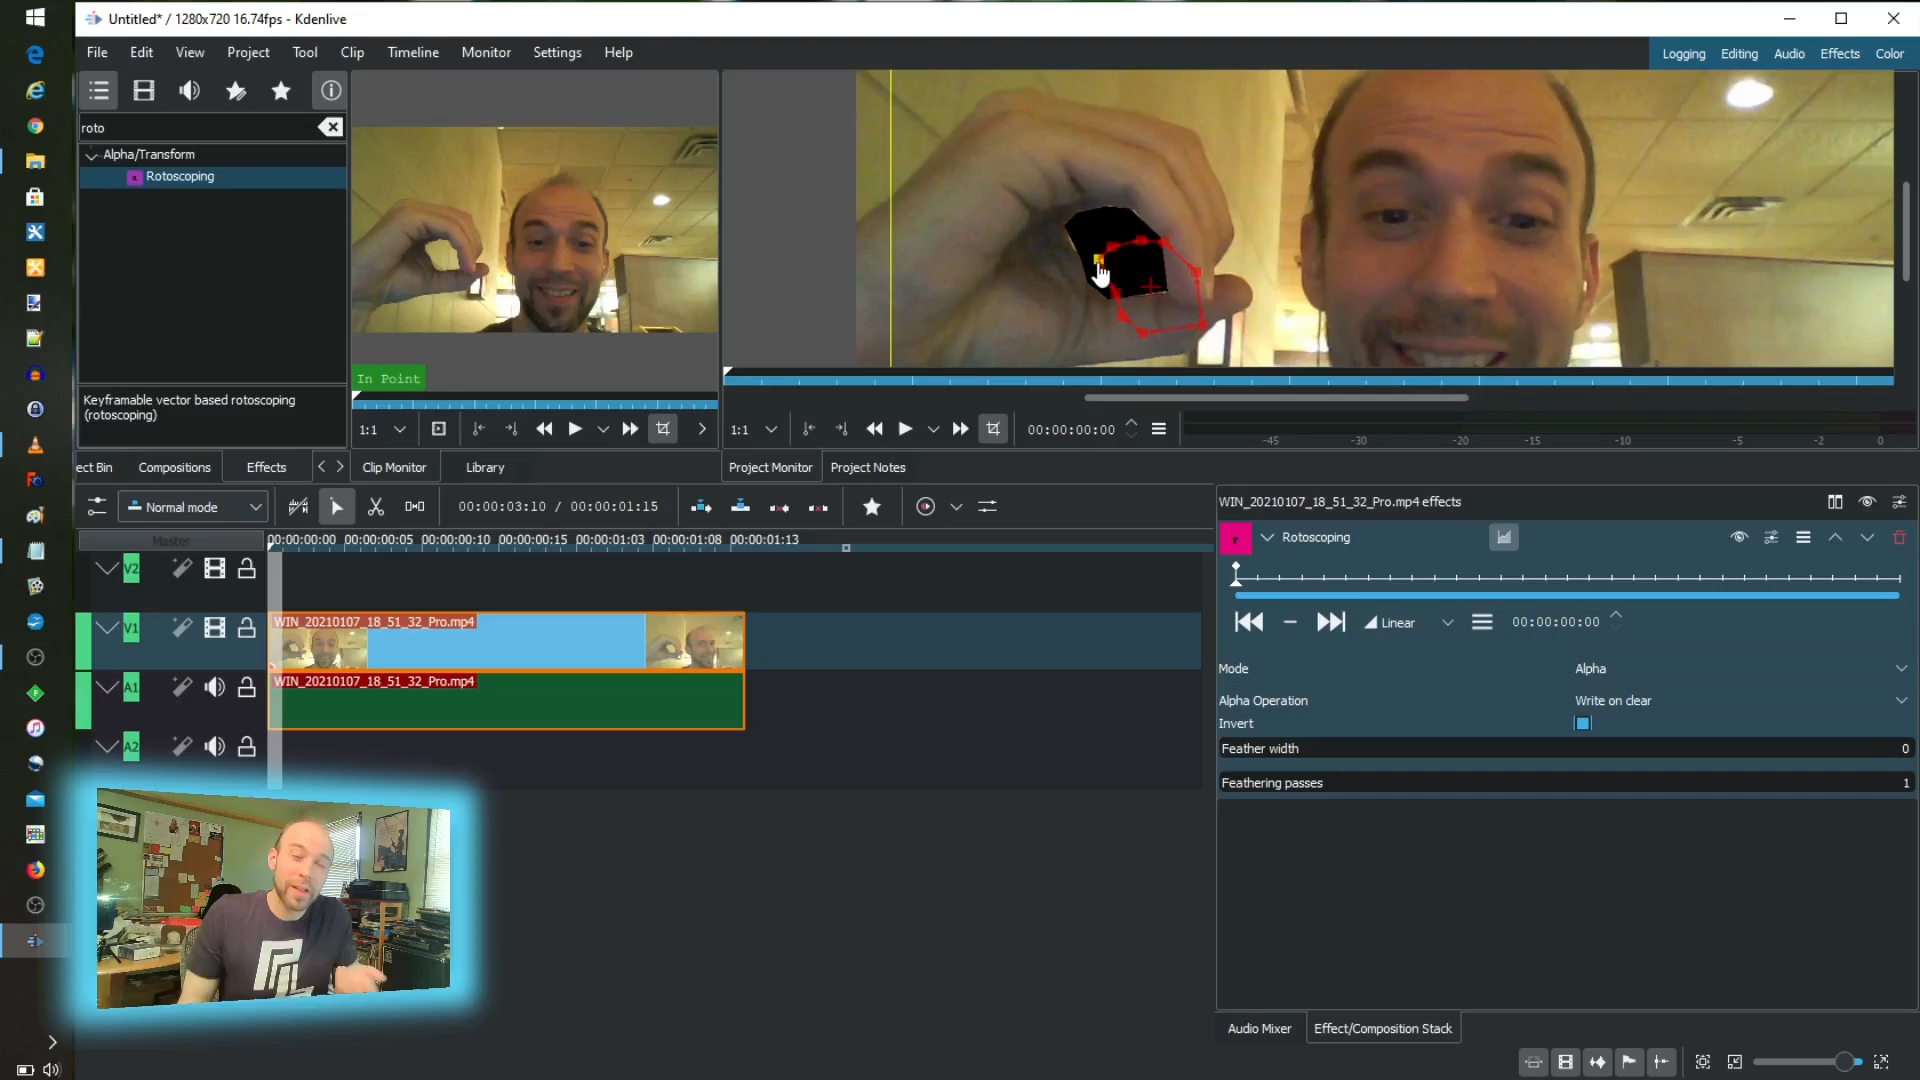 Untitled* / 1280x720 16.74fps - Kdenlive
File Edit View Project Tool Clip Timeline Monitor Settings Help
Logging Editing Audio Effects Color
roto
Alpha/Transform
Rotoscoping
Keyframable vector based rotoscoping
(rotoscoping)
In Point
1:1
1:1
00:00:00:00
-45 -30 -20 -15 -10 -5 -2 0
ect Bin Compositions Effects
Clip Monitor Library
Project Monitor Project Notes
Normal mode
00:00:03:10 / 00:00:01:15
Master
00:00:00:00 00:00:00:05 00:00:00:10 00:00:00:15 00:00:01:03 00:00:01:08 00:00:01:13
V2
V1
WIN_20210107_18_51_32_Pro.mp4
A1
WIN_20210107_18_51_32_Pro.mp4
A2
WIN_20210107_18_51_32_Pro.mp4 effects
r Rotoscoping
Linear
00:00:00:00
Mode Alpha
Alpha Operation Write on clear
Invert
Feather width 0
Feathering passes 1
Audio Mixer Effect/Composition Stack